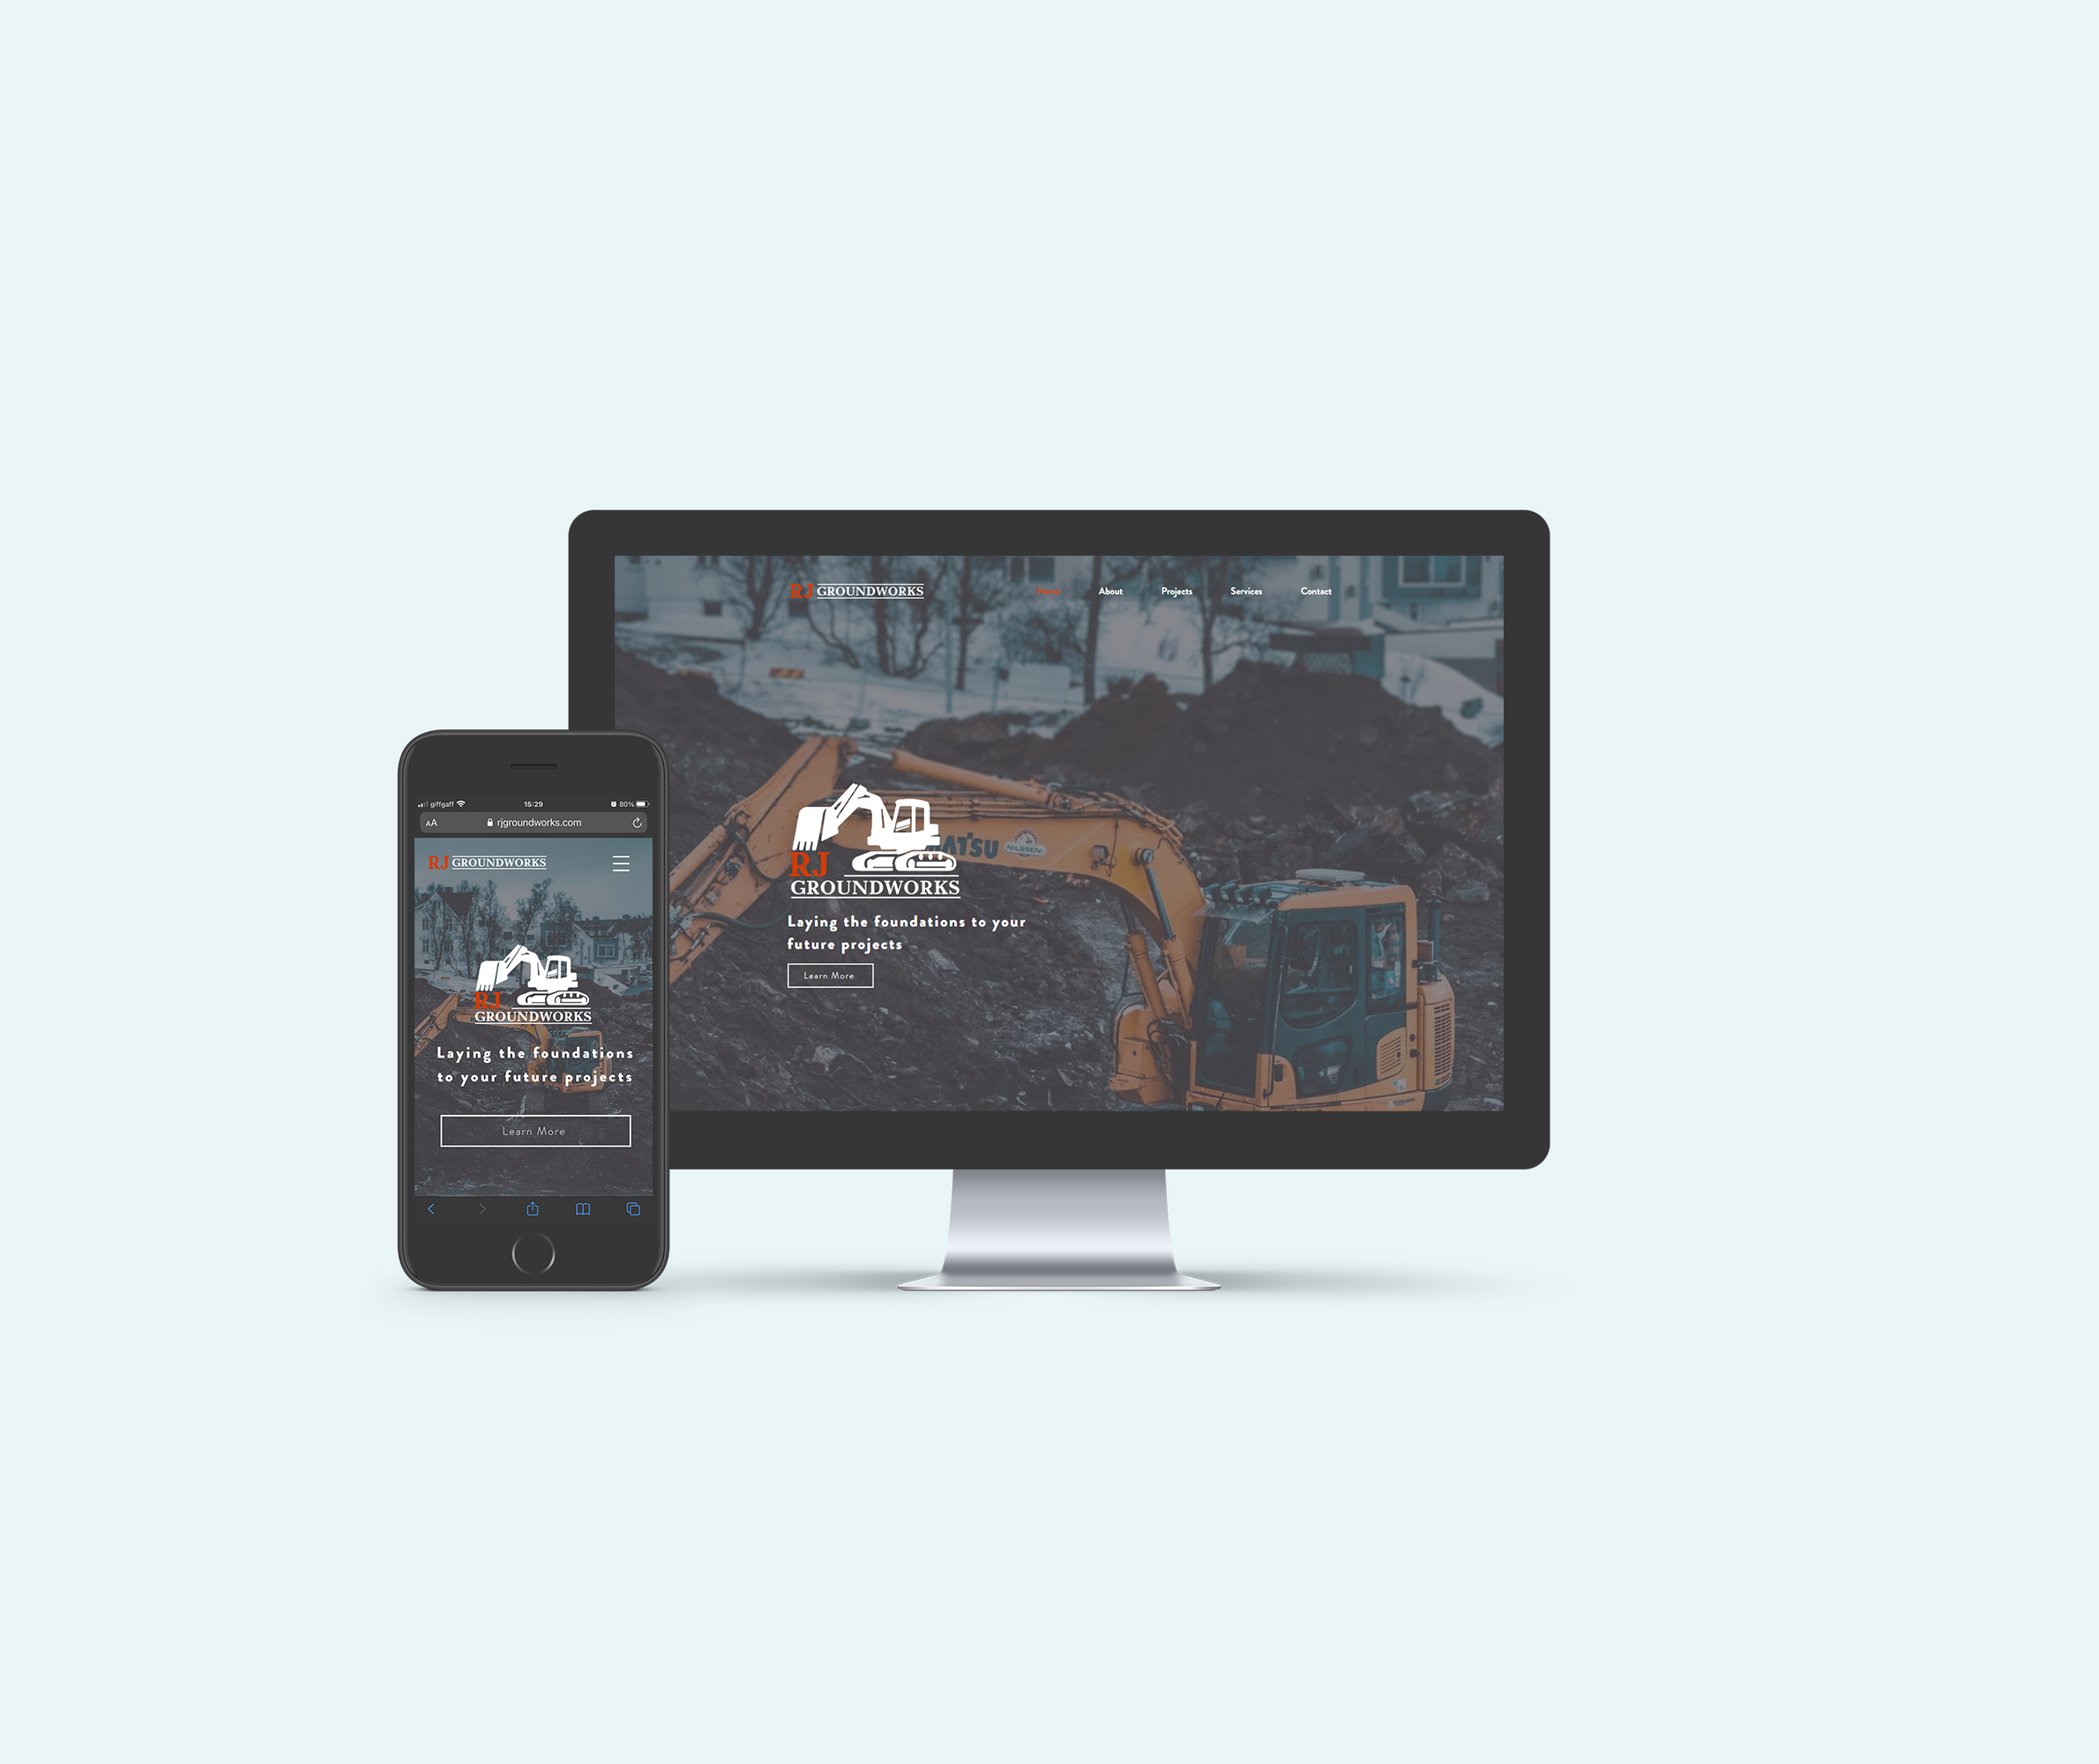 RJ GROUNDWORKS
Home About Projects Services Contact
ATSU NILSSEN
RJ
GROUNDWORKS
Laying the foundations to your
future projects
Learn More
giffgaff 15:29 80%
AA rjgroundworks.com
RJ GROUNDWORKS
RJ
GROUNDWORKS
Laying the foundations
to your future projects
Learn More